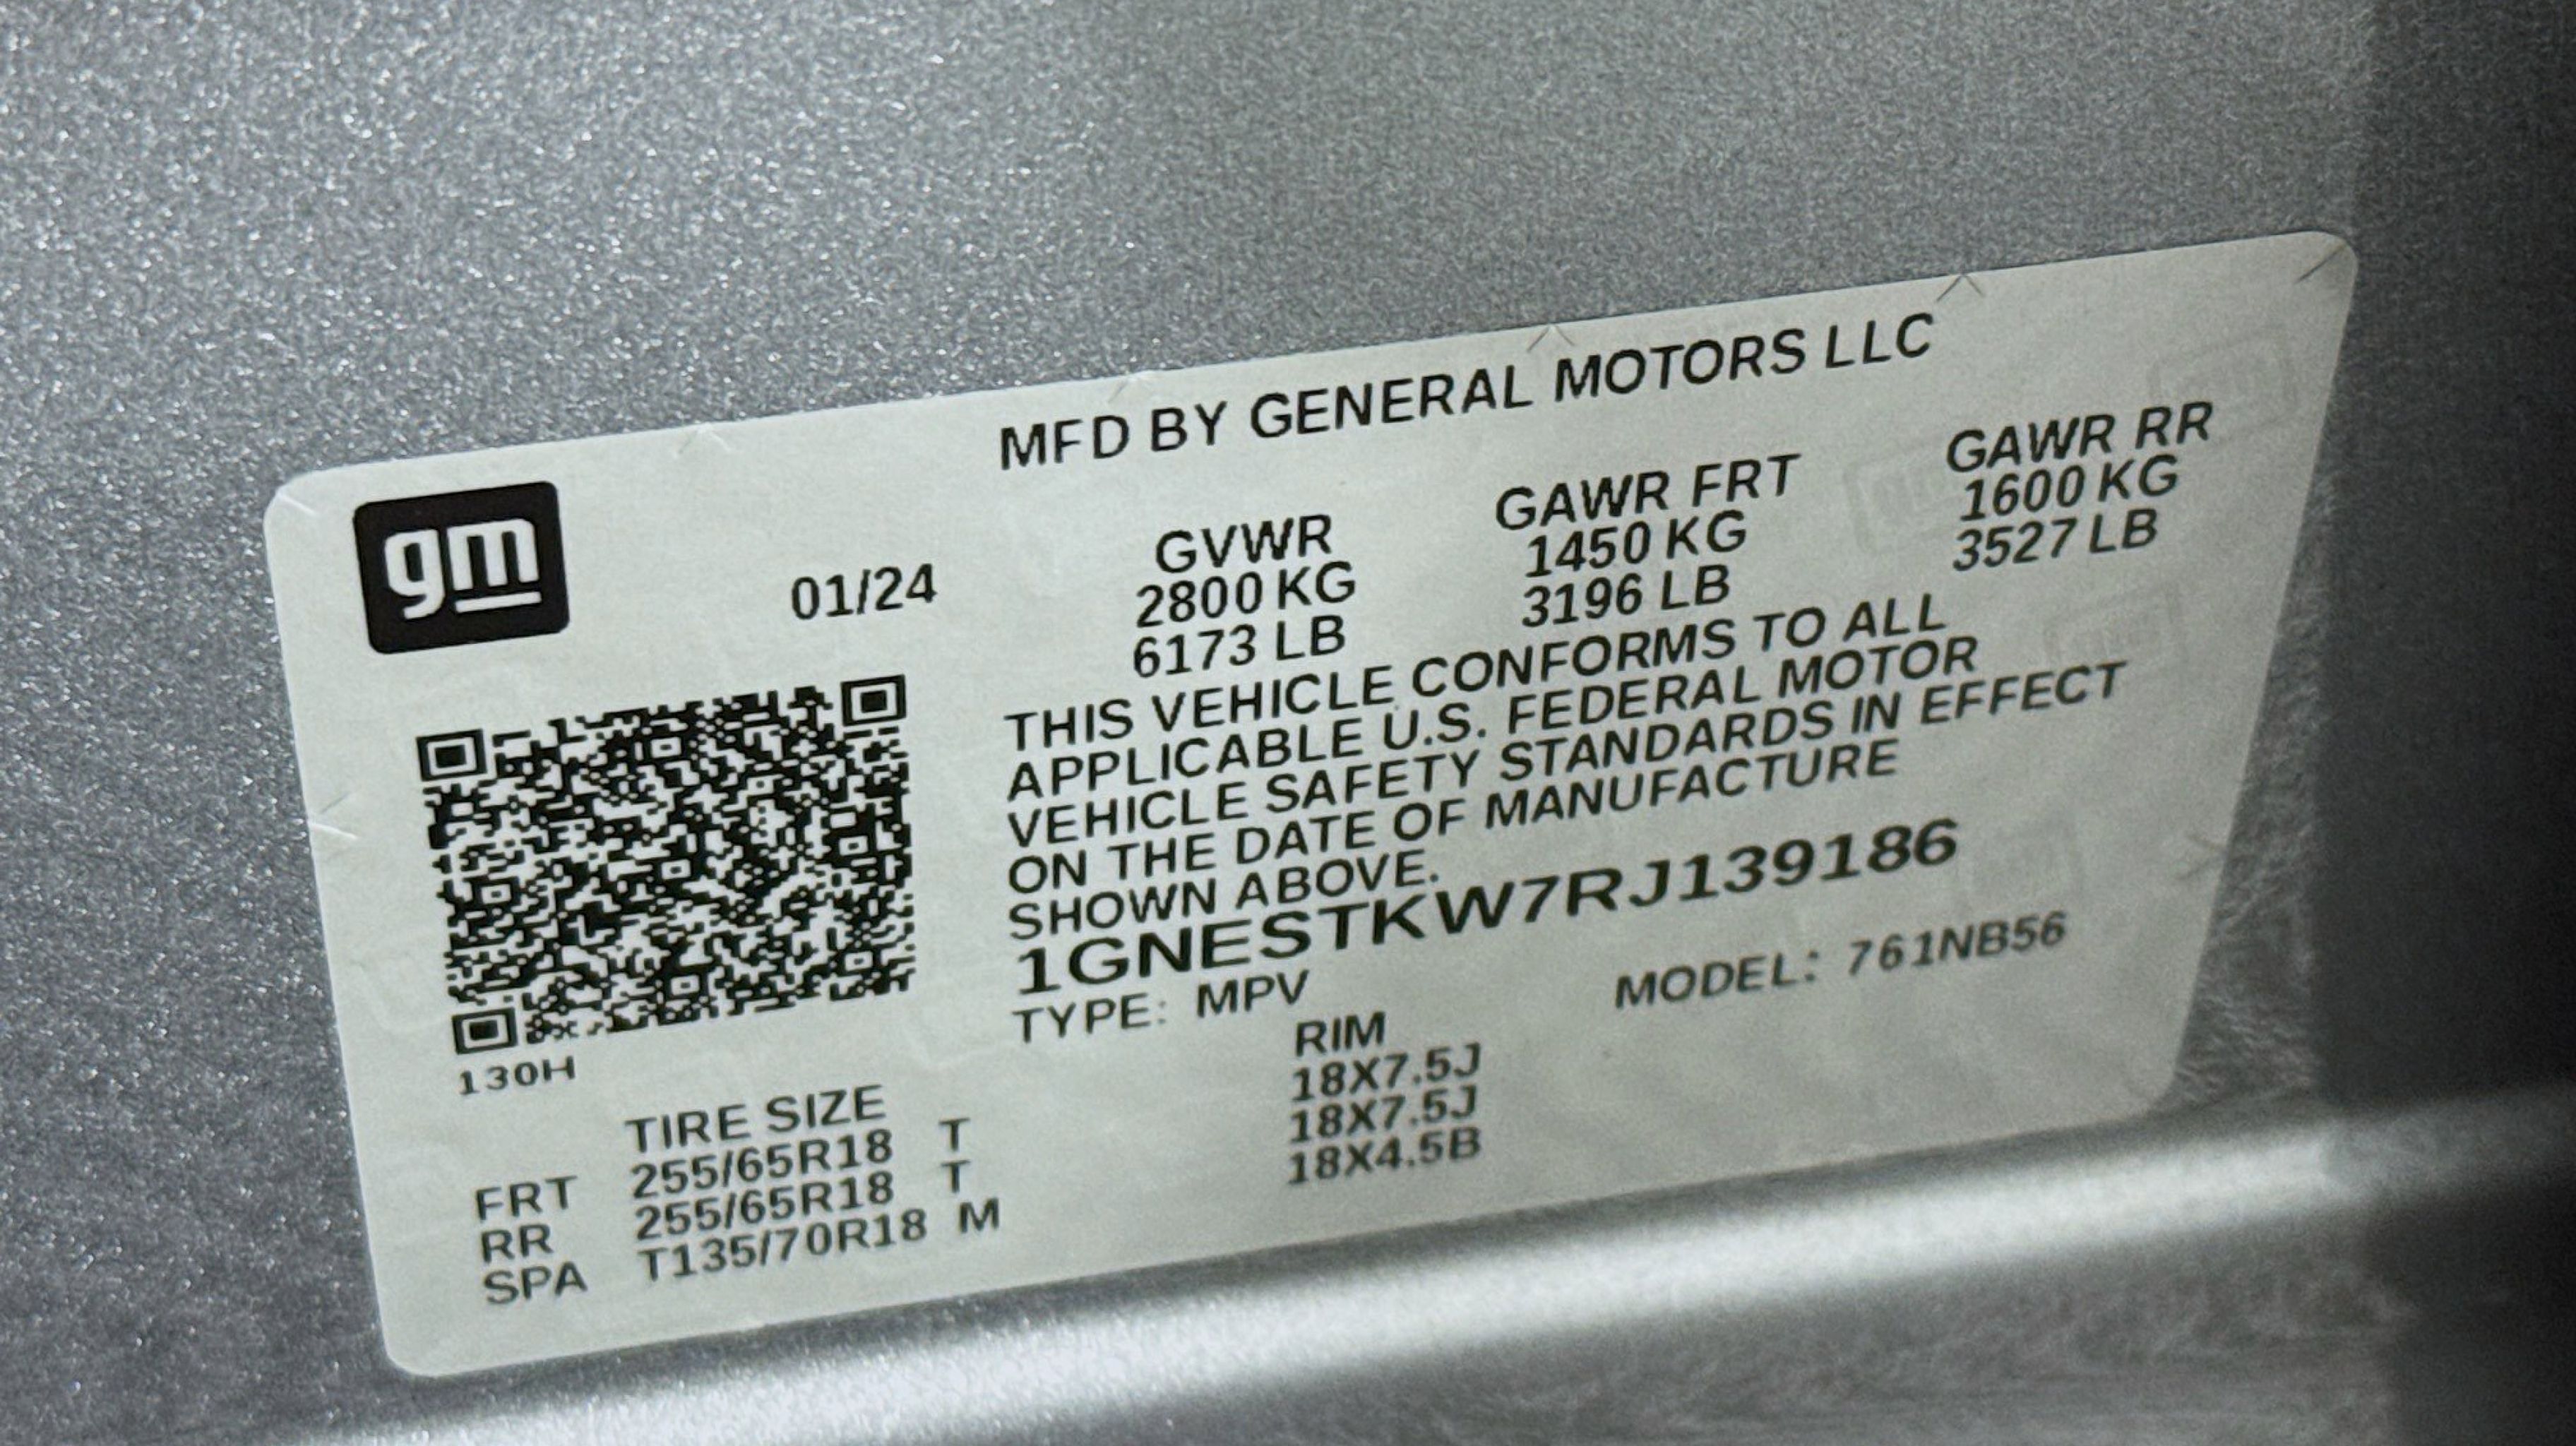 MFD BY GENERAL MOTORS LLC
gm
01/24
GVWR
2800 KG
6173 LB
GAWR FRT
1450 KG
3196 LB
GAWR RR
1600 KG
3527 LB
THIS VEHICLE CONFORMS TO ALL
APPLICABLE U.S. FEDERAL MOTOR
VEHICLE SAFETY STANDARDS IN EFFECT
ON THE DATE OF MANUFACTURE
SHOWN ABOVE.
1GNESTKW7RJ139186
TYPE: MPV
MODEL: 761NB56
130H
TIRE SIZE RIM
FRT 255/65R18 T 18X7.5J
RR 255/65R18 T 18X7.5J
SPA T135/70R18 M 18X4.5B